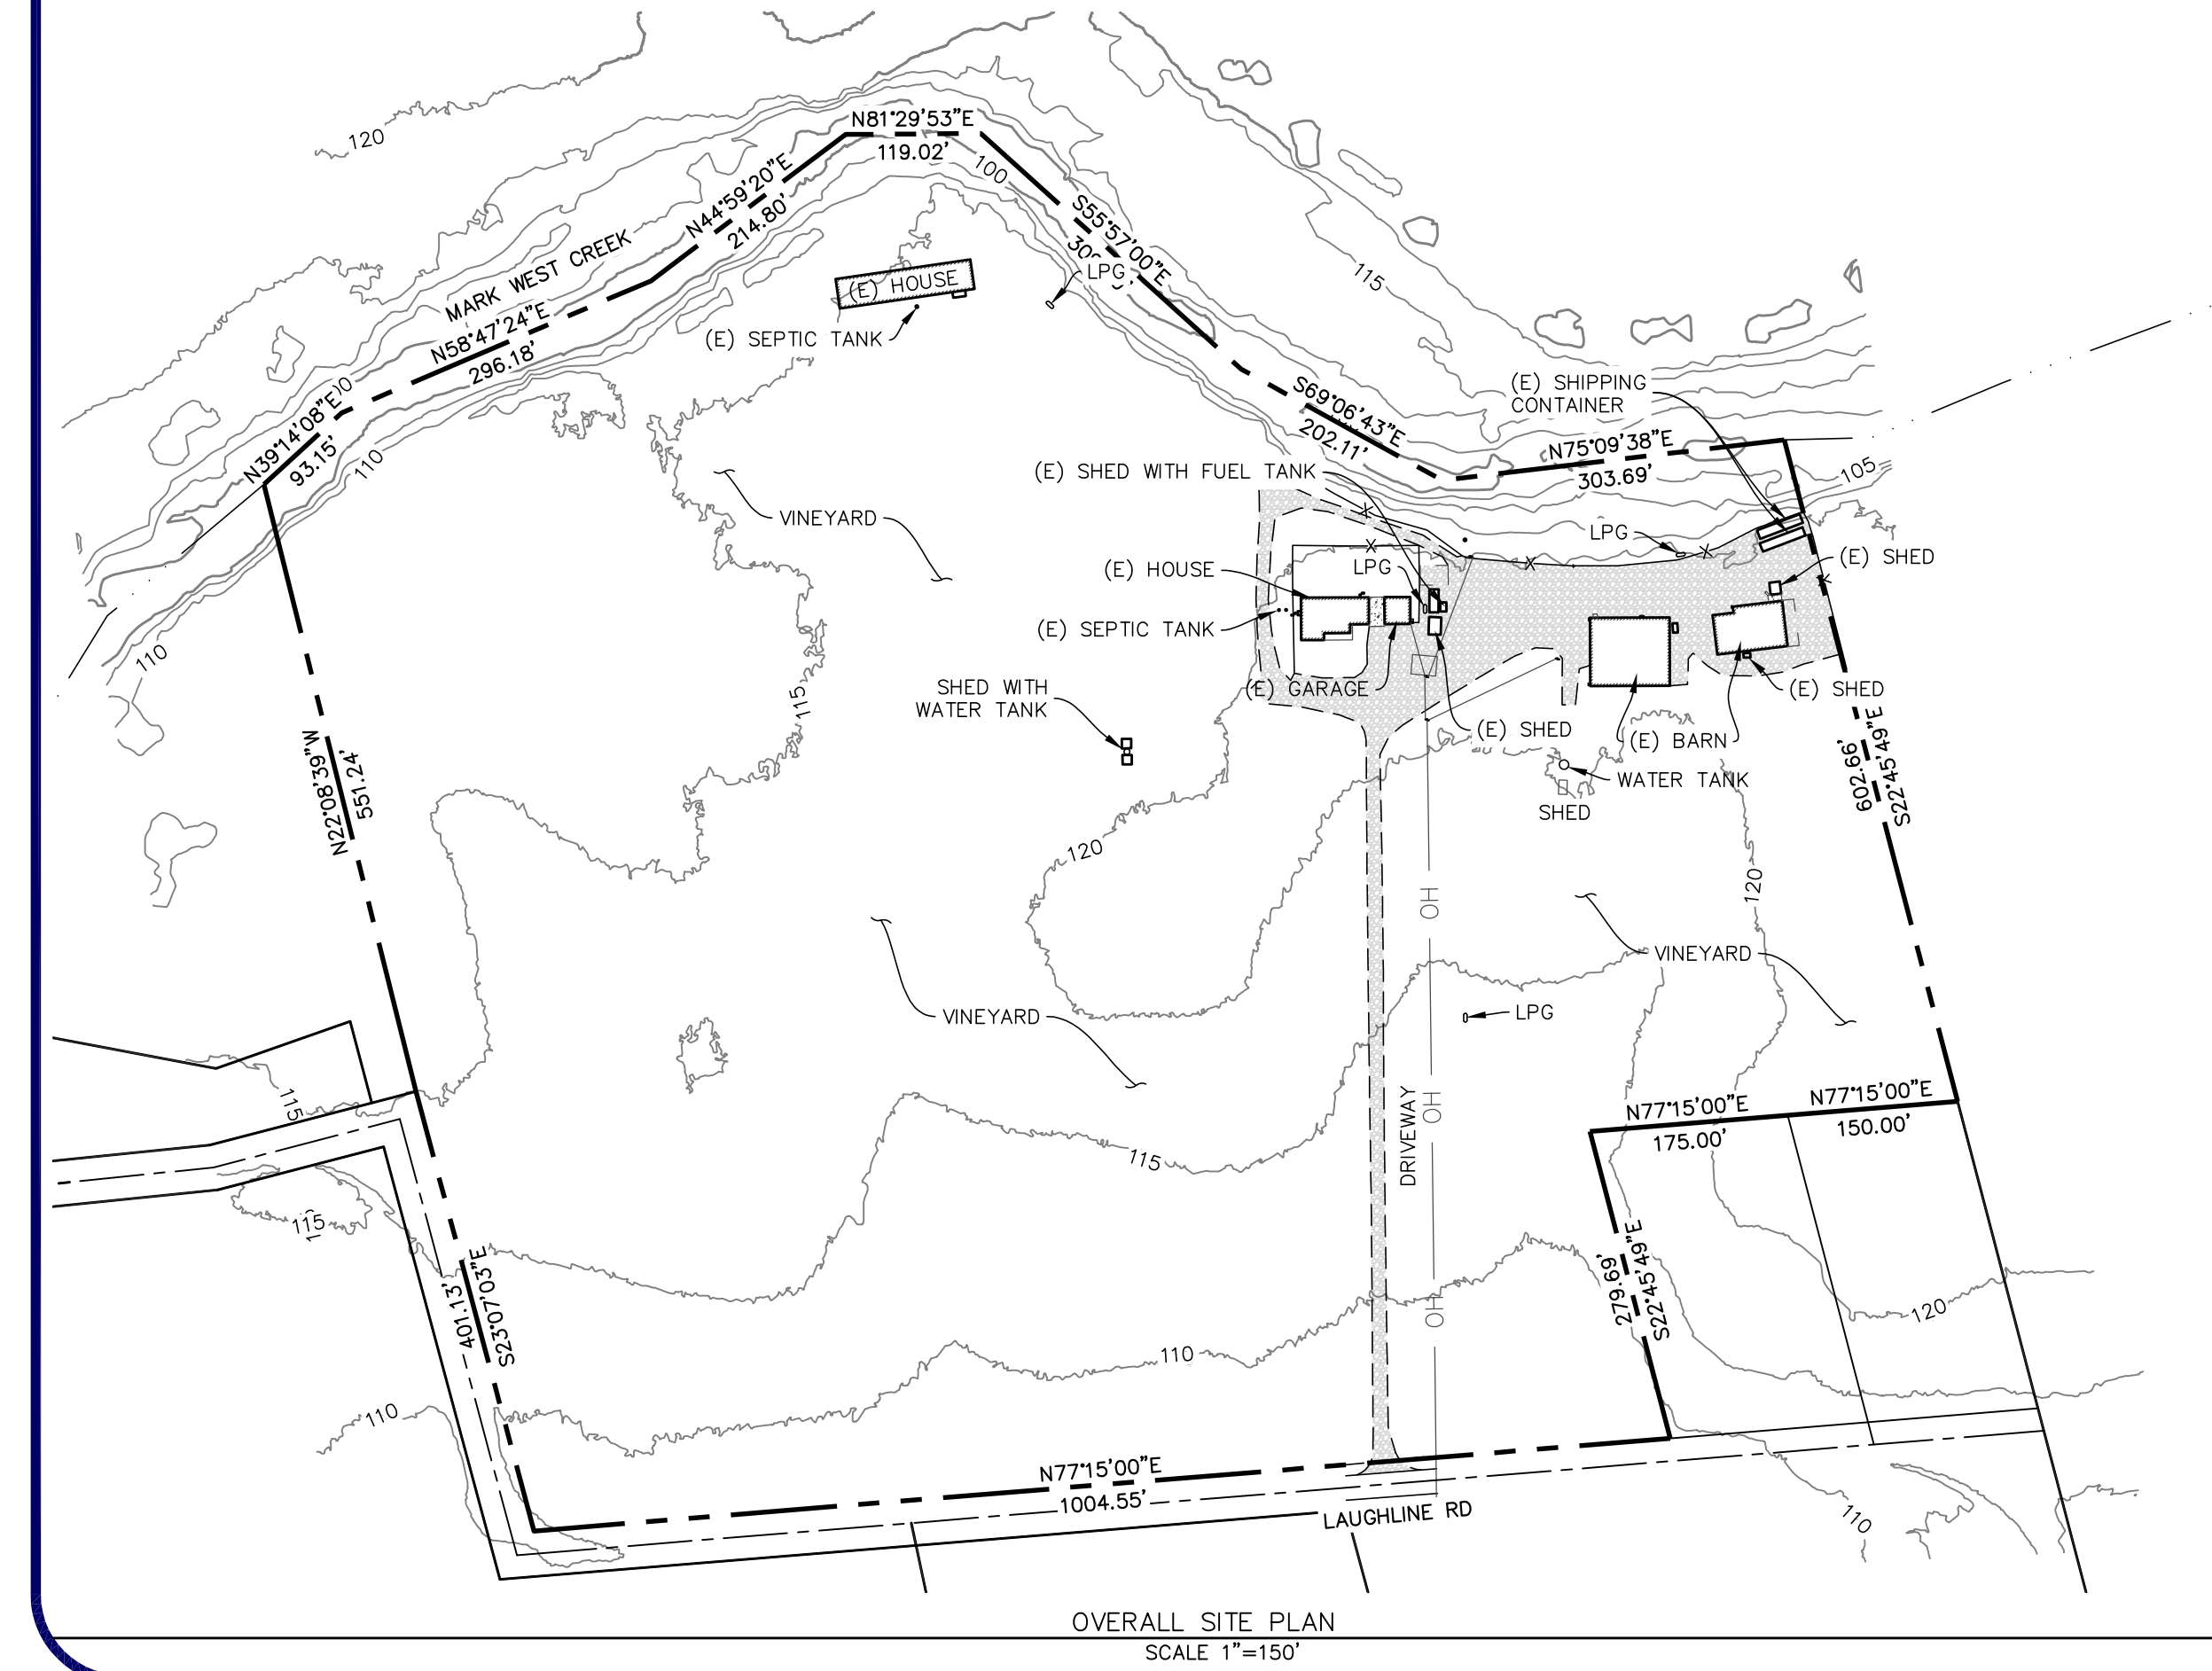 120
N81°29'53"E
119.02'
100
N44°59'20"E
214.80'
S55°57'00"E
LPG
115
MARK WEST CREEK
(E) HOUSE
(E) SEPTIC TANK
N58°47'24"E
296.18'
N39°14'08"E
93.15'
110
S69°06'43"E
202.11'
(E) SHIPPING
CONTAINER
N75°09'38"E
303.69'
105
(E) SHED WITH FUEL TANK
VINEYARD
LPG
X
X
X
X
X
(E) SHED
(E) HOUSE
LPG
(E) SEPTIC TANK
110
(E) GARAGE
(E) SHED
SHED WITH
WATER TANK
115
(E) SHED
(E) BARN
N22°08'39"W
551.24'
602.66'
S22°45'49"E
WATER TANK
SHED
120
120
OH
VINEYARD
VINEYARD
LPG
115
OH
DRIVEWAY
N77°15'00"E
175.00'
N77°15'00"E
150.00'
115
115
401.13'
S23°07'03"E
279.69'
S22°45'49"E
OH
120
110
110
N77°15'00"E
1004.55'
LAUGHLINE RD
110
OVERALL SITE PLAN
SCALE 1"=150'